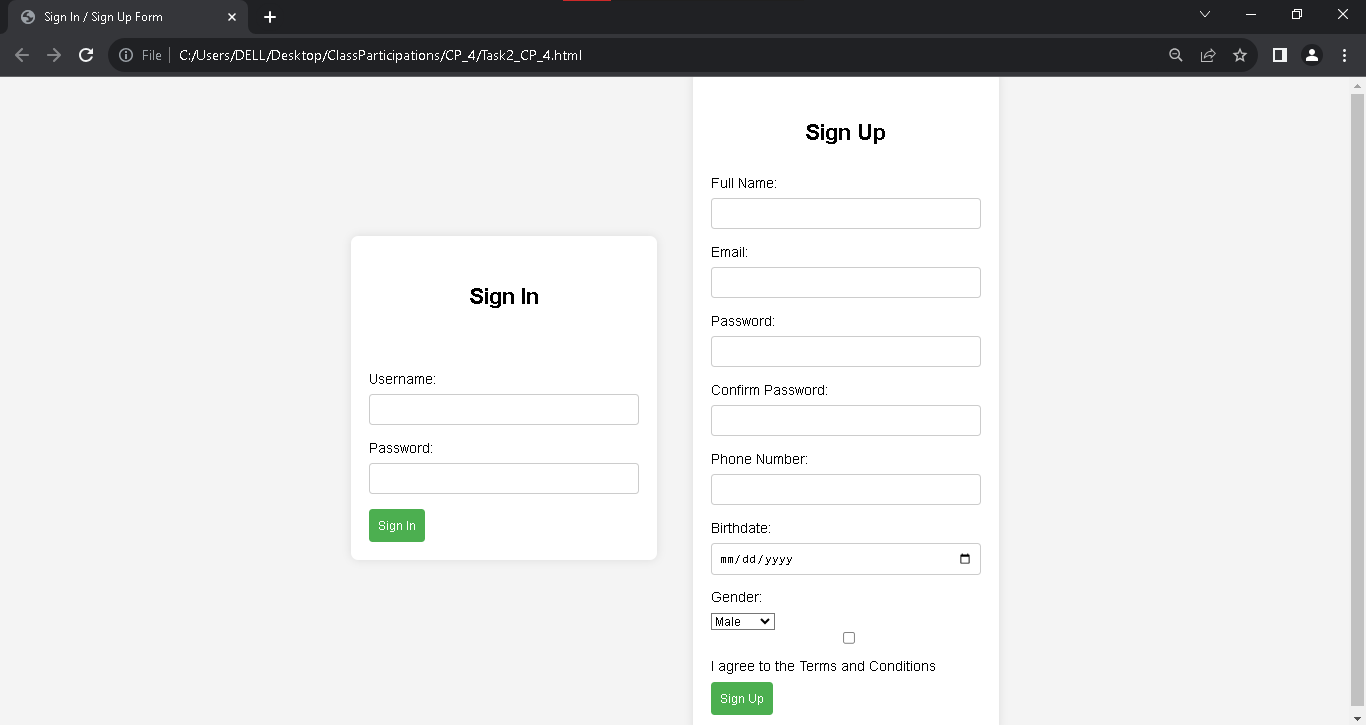 Sign In / Sign Up Form
File
C:/Users/DELL/Desktop/ClassParticipations/CP_4/Task2_CP_4.html
Sign In
Username:
Password:
Sign In
Sign Up
Full Name:
Email:
Password:
Confirm Password:
Phone Number:
Birthdate:
mm/dd/yyyy
Gender:
Male
I agree to the Terms and Conditions
Sign Up